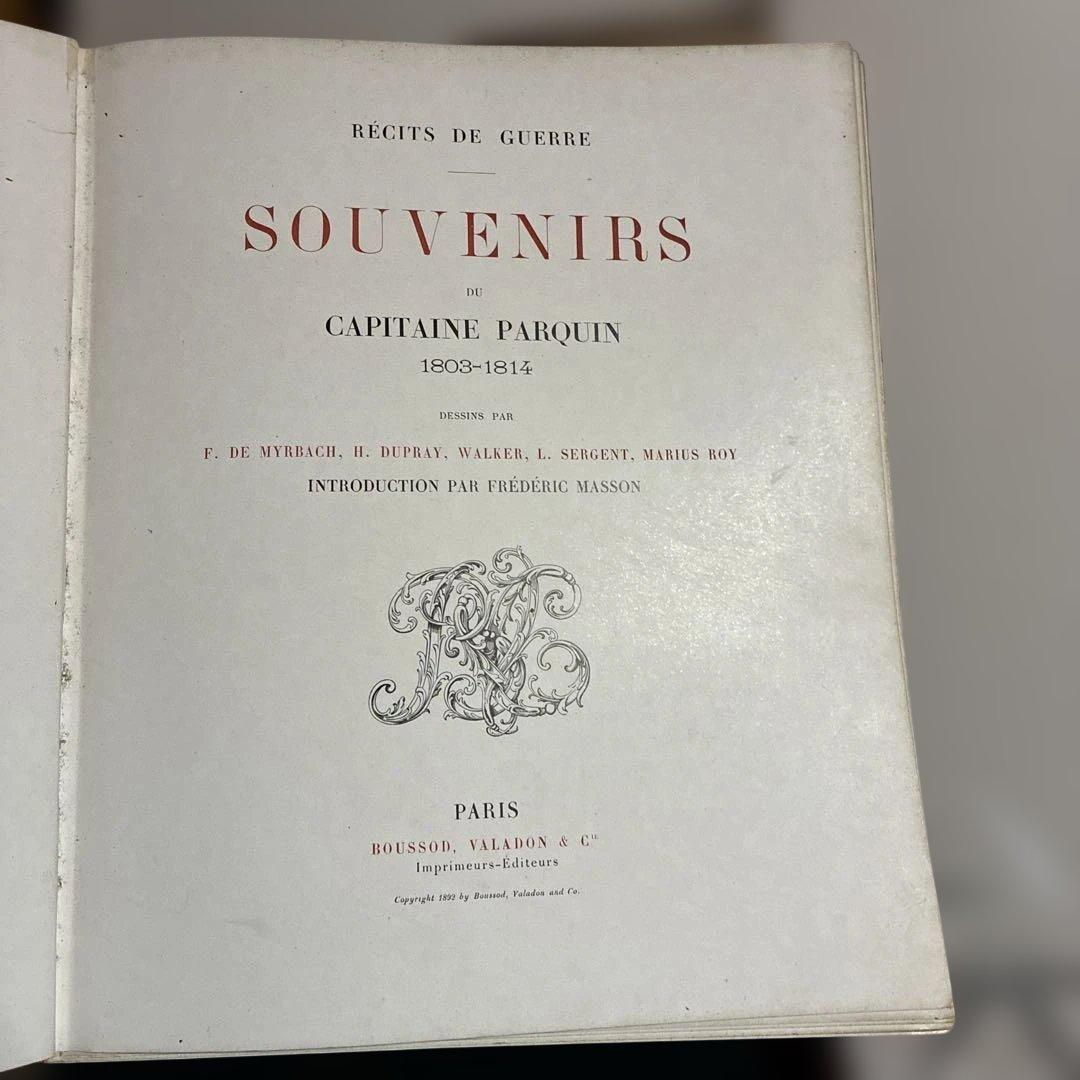 RÉCITS DE GUERRE
SOUVENIRS
DU
CAPITAINE PARQUIN
1803-1814
DESSINS PAR
F. DE MYRBACH, H. DUPRAY, WALKER, L. SERGENT, MARIUS ROY
INTRODUCTION PAR FRÉDÉRIC MASSON
PARIS
BOUSSOD, VALADON & Cie
Imprimeurs-Éditeurs
Copyright 1892 by Boussod, Valadon and Co.